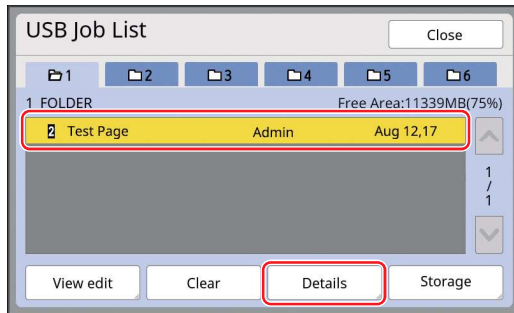 USB Job List
Close
1 2 3 4 5 6
1 FOLDER Free Area:11339MB(75%)
2 Test Page Admin Aug 12,17
1
/
1
View edit Clear Details Storage